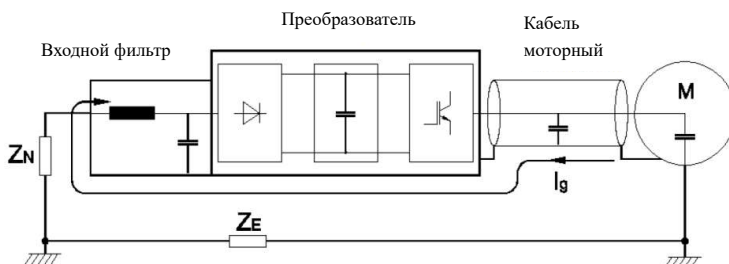 Преобразователь
Кабель
моторный
Входной фильтр
M
ZN
Ig
ZE